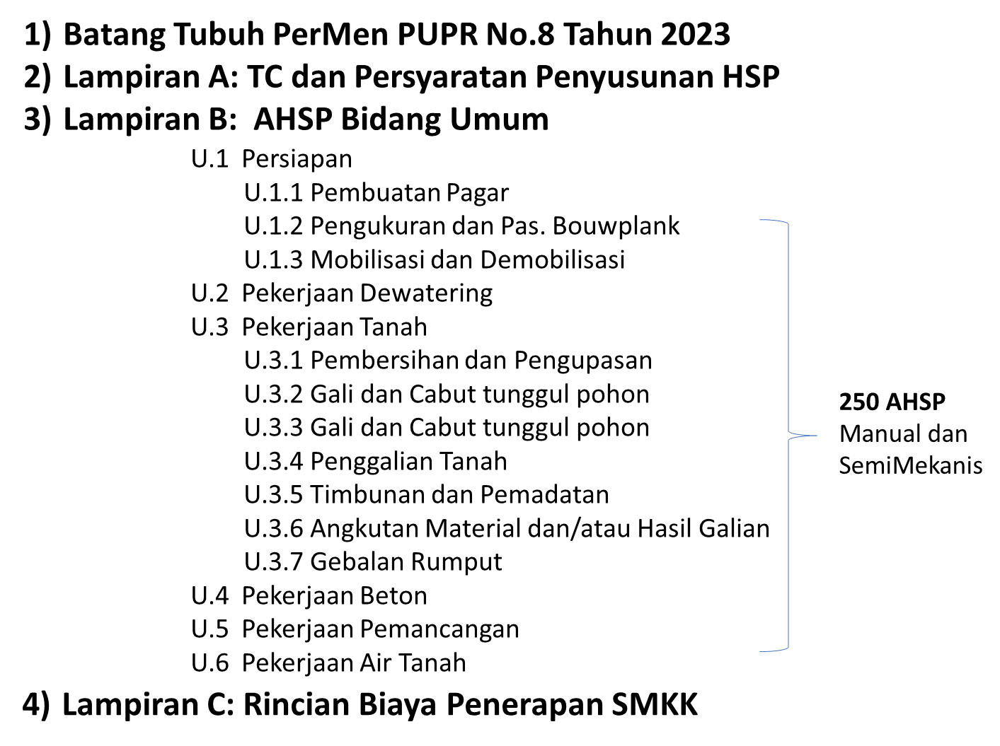 1) Batang Tubuh PerMen PUPR No.8 Tahun 2023
2) Lampiran A: TC dan Persyaratan Penyusunan HSP
3) Lampiran B: AHSP Bidang Umum
U.1 Persiapan
U.1.1 Pembuatan Pagar
U.1.2 Pengukuran dan Pas. Bouwplank
U.1.3 Mobilisasi dan Demobilisasi
U.2 Pekerjaan Dewatering
U.3 Pekerjaan Tanah
U.3.1 Pembersihan dan Pengupasan
U.3.2 Gali dan Cabut tunggul pohon
U.3.3 Gali dan Cabut tunggul pohon
U.3.4 Penggalian Tanah
U.3.5 Timbunan dan Pemadatan
U.3.6 Angkutan Material dan/atau Hasil Galian
U.3.7 Gebalan Rumput
U.4 Pekerjaan Beton
U.5 Pekerjaan Pemancangan
U.6 Pekerjaan Air Tanah
250 AHSP
Manual dan
SemiMekanis
4) Lampiran C: Rincian Biaya Penerapan SMKK